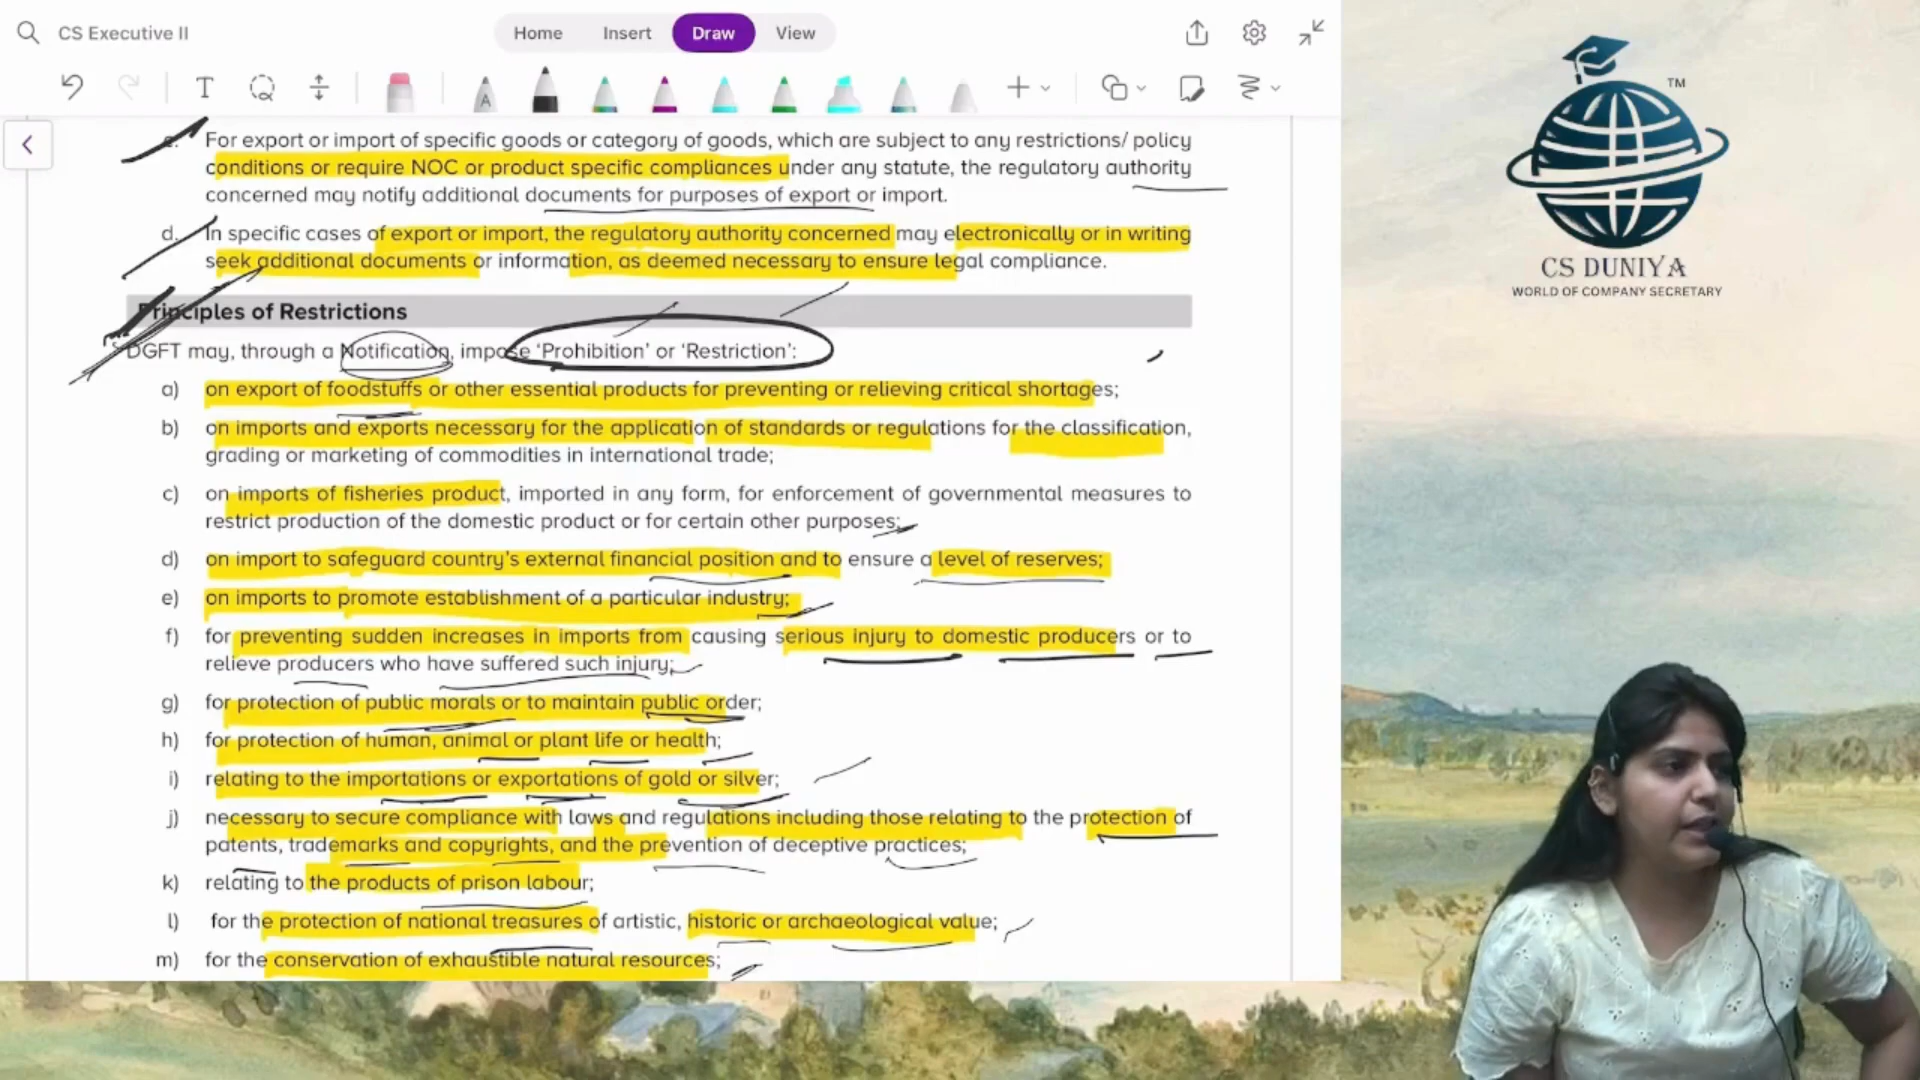 CS Executive II
Home Insert Draw View
T
A
For export or import of specific goods or category of goods, which are subject to any restrictions/ policy
conditions or require NOC or product specific compliances under any statute, the regulatory authority
concerned may notify additional documents for purposes of export or import.
d. In specific cases of export or import, the regulatory authority concerned may electronically or in writing
seek additional documents or information, as deemed necessary to ensure legal compliance.
Principles of Restrictions
DGFT may, through a Notification, impose ‘Prohibition’ or ‘Restriction’:
a) on export of foodstuffs or other essential products for preventing or relieving critical shortages;
b) on imports and exports necessary for the application of standards or regulations for the classification,
grading or marketing of commodities in international trade;
c) on imports of fisheries product, imported in any form, for enforcement of governmental measures to
restrict production of the domestic product or for certain other purposes;
d) on import to safeguard country’s external financial position and to ensure a level of reserves;
e) on imports to promote establishment of a particular industry;
f) for preventing sudden increases in imports from causing serious injury to domestic producers or to
relieve producers who have suffered such injury;
g) for protection of public morals or to maintain public order;
h) for protection of human, animal or plant life or health;
i) relating to the importations or exportations of gold or silver;
j) necessary to secure compliance with laws and regulations including those relating to the protection of
patents, trademarks and copyrights, and the prevention of deceptive practices;
k) relating to the products of prison labour;
l) for the protection of national treasures of artistic, historic or archaeological value;
m) for the conservation of exhaustible natural resources;
TM
CS DUNIYA
WORLD OF COMPANY SECRETARY